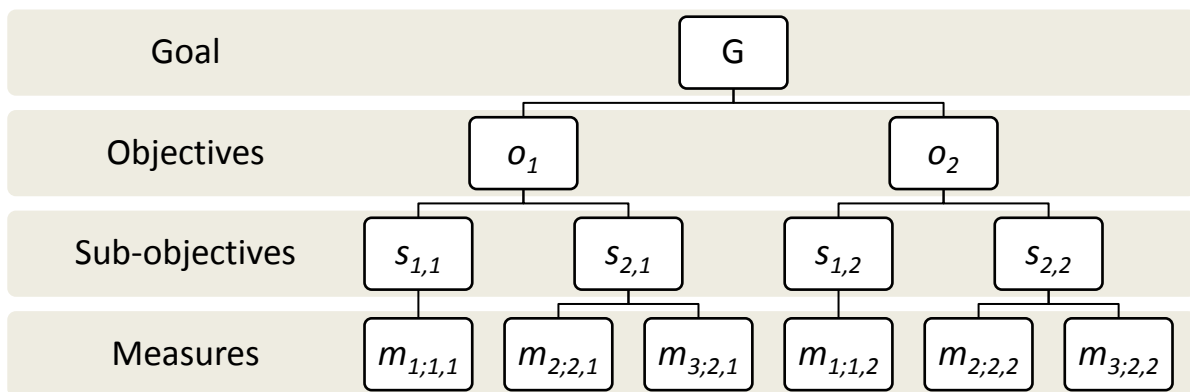 Goal G
Objectives o1 o2
Sub-objectives s1,1 s2,1 s1,2 s2,2
Measures m1;1,1 m2;2,1 m3;2,1 m1;1,2 m2;2,2 m3;2,2